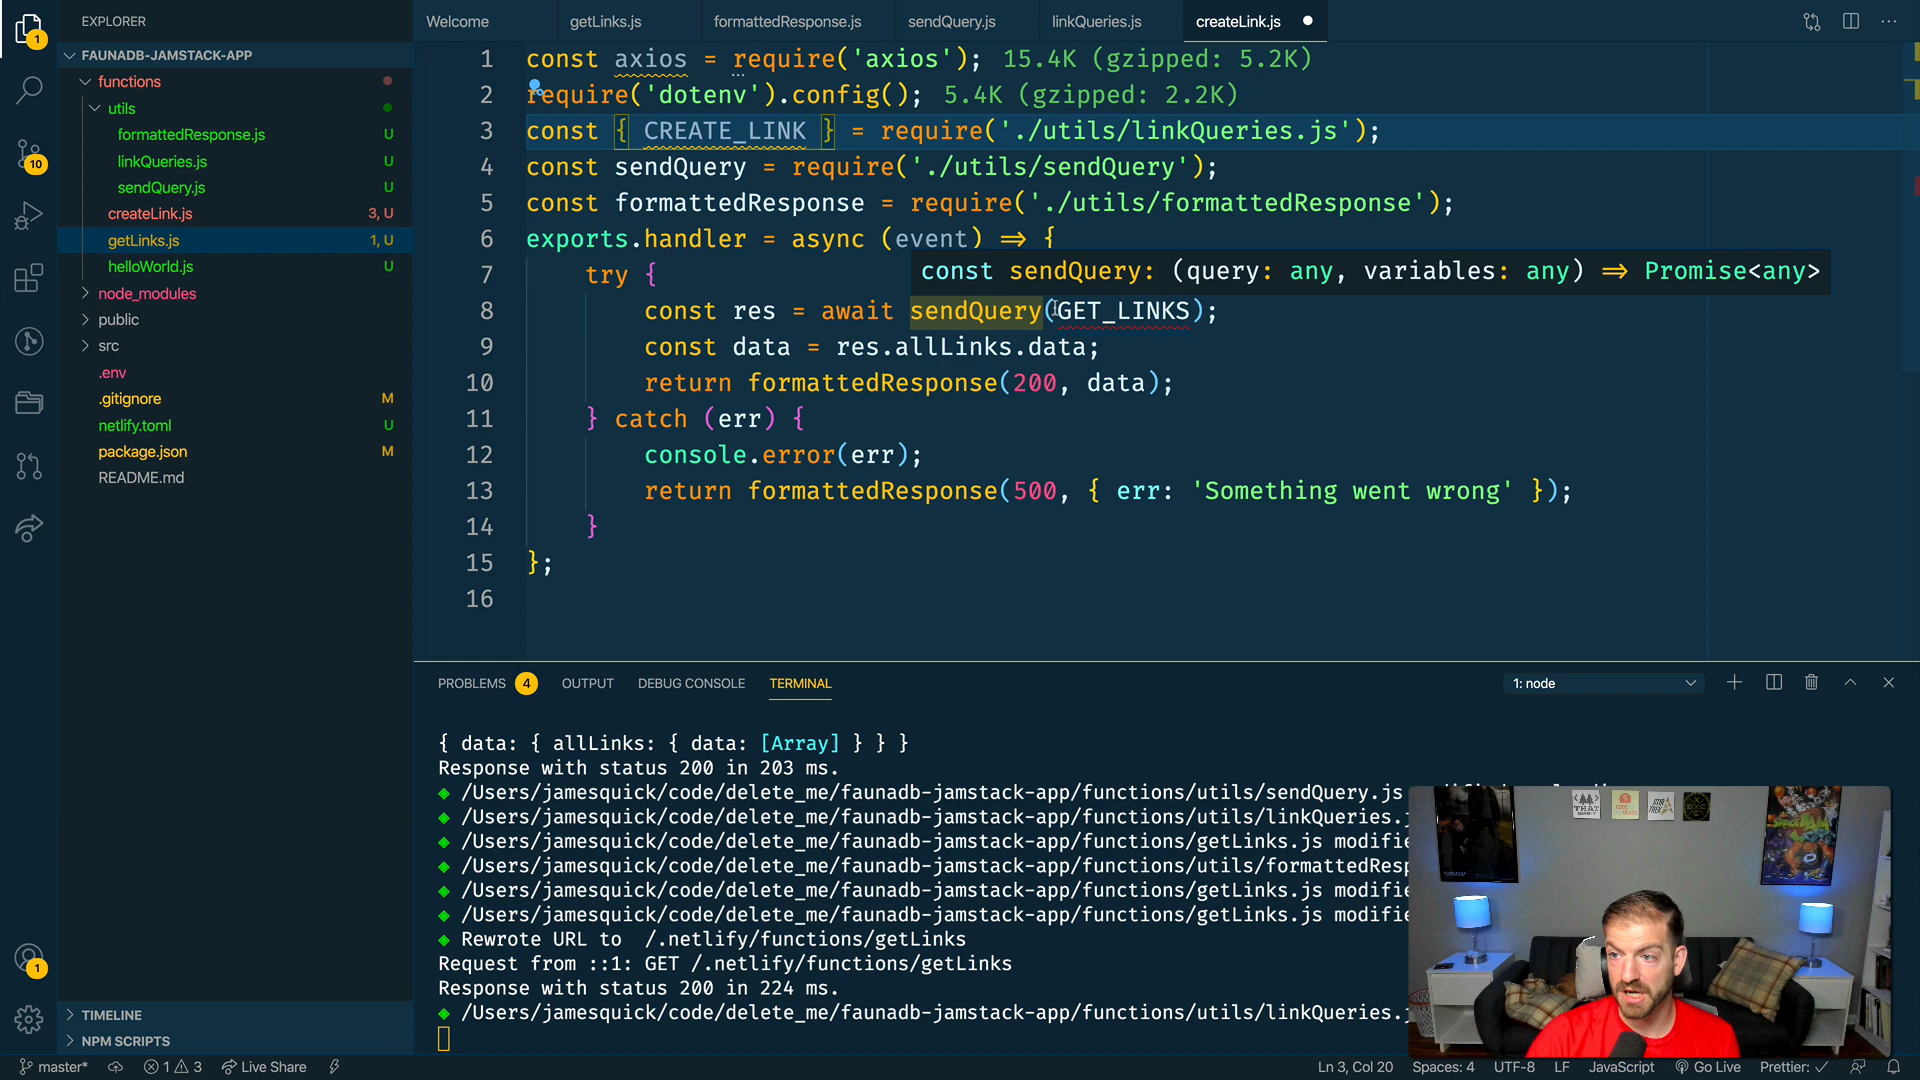 EXPLORER
Welcome
getLinks.js
formattedResponse.js
sendQuery.js
linkQueries.js
createLink.js
1
FAUNADB-JAMSTACK-APP
functions
utils
formattedResponse.js U
linkQueries.js U
sendQuery.js U
createLink.js 3, U
getLinks.js 1, U
helloWorld.js U
node_modules
public
src
.env
.gitignore M
netlify.toml U
package.json M
README.md
10
1 const axios = require('axios'); 15.4K (gzipped: 5.2K)
2 require('dotenv').config(); 5.4K (gzipped: 2.2K)
3 const { CREATE_LINK } = require('./utils/linkQueries.js');
4 const sendQuery = require('./utils/sendQuery');
5 const formattedResponse = require('./utils/formattedResponse');
6 exports.handler = async (event) => {
7 try {
const sendQuery: (query: any, variables: any) => Promise<any>
8 const res = await sendQuery(GET_LINKS);
9 const data = res.allLinks.data;
10 return formattedResponse(200, data);
11 } catch (err) {
12 console.error(err);
13 return formattedResponse(500, { err: 'Something went wrong' });
14 }
15 };
16
PROBLEMS 4 OUTPUT DEBUG CONSOLE TERMINAL
1: node
{ data: { allLinks: { data: [Array] } } }
Response with status 200 in 203 ms.
◆ /Users/jamesquick/code/delete_me/faunadb-jamstack-app/functions/utils/sendQuery.js
◆ /Users/jamesquick/code/delete_me/faunadb-jamstack-app/functions/utils/linkQueries.j
◆ /Users/jamesquick/code/delete_me/faunadb-jamstack-app/functions/getLinks.js modifie
◆ /Users/jamesquick/code/delete_me/faunadb-jamstack-app/functions/utils/formattedResp
◆ /Users/jamesquick/code/delete_me/faunadb-jamstack-app/functions/getLinks.js modifie
◆ /Users/jamesquick/code/delete_me/faunadb-jamstack-app/functions/getLinks.js modifie
◆ Rewrote URL to /.netlify/functions/getLinks
Request from ::1: GET /.netlify/functions/getLinks
Response with status 200 in 224 ms.
◆ /Users/jamesquick/code/delete_me/faunadb-jamstack-app/functions/utils/linkQueries.j
1
TIMELINE
NPM SCRIPTS
master* 1 3 Live Share
Ln 3, Col 20 Spaces: 4 UTF-8 LF JavaScript Go Live Prettier: ✓